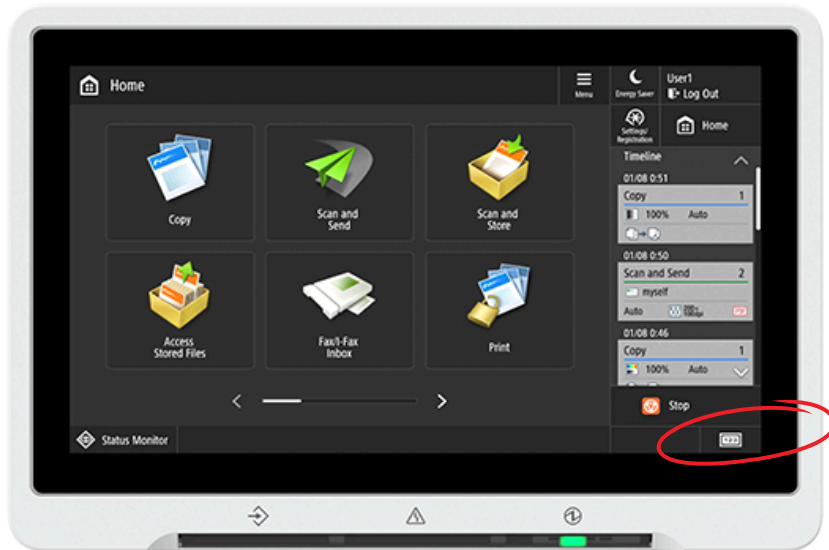 Home
Menu
Energy Saver
User1
Log Out
Settings/
Registration
Home
Timeline
01/08 0:51
Copy 1
100% Auto
01/08 0:50
Scan and Send 2
myself
Auto
01/08 0:46
Copy 1
100% Auto
Copy
Scan and
Send
Scan and
Store
Access
Stored Files
Fax/I-Fax
Inbox
Print
Stop
Status Monitor
123